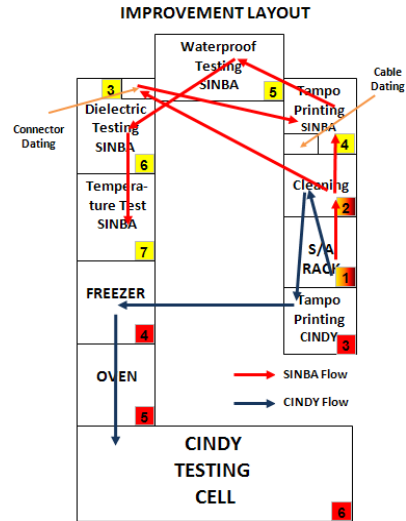 IMPROVEMENT LAYOUT
Waterproof
Testing
SINBA
5
3
Connector
Dating
Dielectric
Testing
SINBA
6
Tempera-
ture Test
SINBA
7
FREEZER
4
OVEN
5
Cable
Dating
Tampo
Printing
SINBA
4
Cleaning
2
S/A
RACK
1
Tampo
Printing
CINDY
3
SINBA Flow
CINDY Flow
CINDY
TESTING
CELL
6